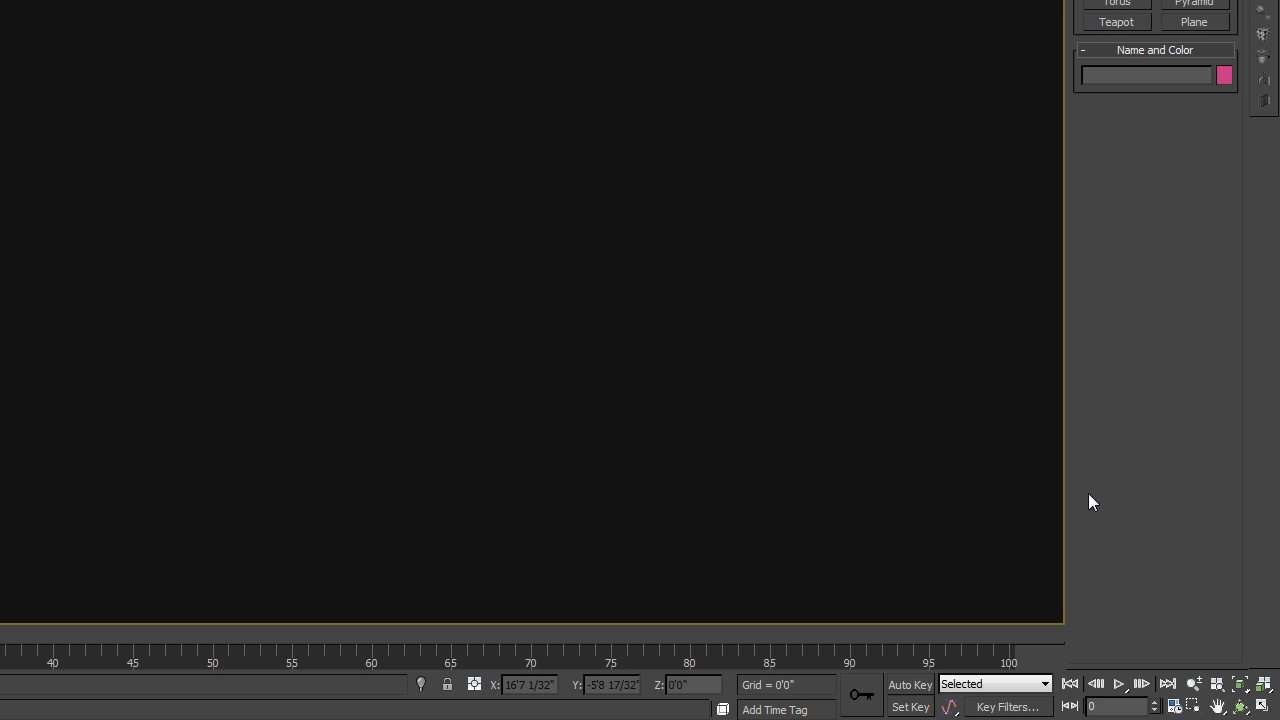 Torus Pyramid
Teapot Plane
- Name and Color
40 45 50 55 60 65 70 75 80 85 90 95 100
X: 16'7 1/32" Y: -5'8 17/32" Z: 0'0" Grid = 0'0" Auto Key Selected
Add Time Tag Set Key Key Filters... 0